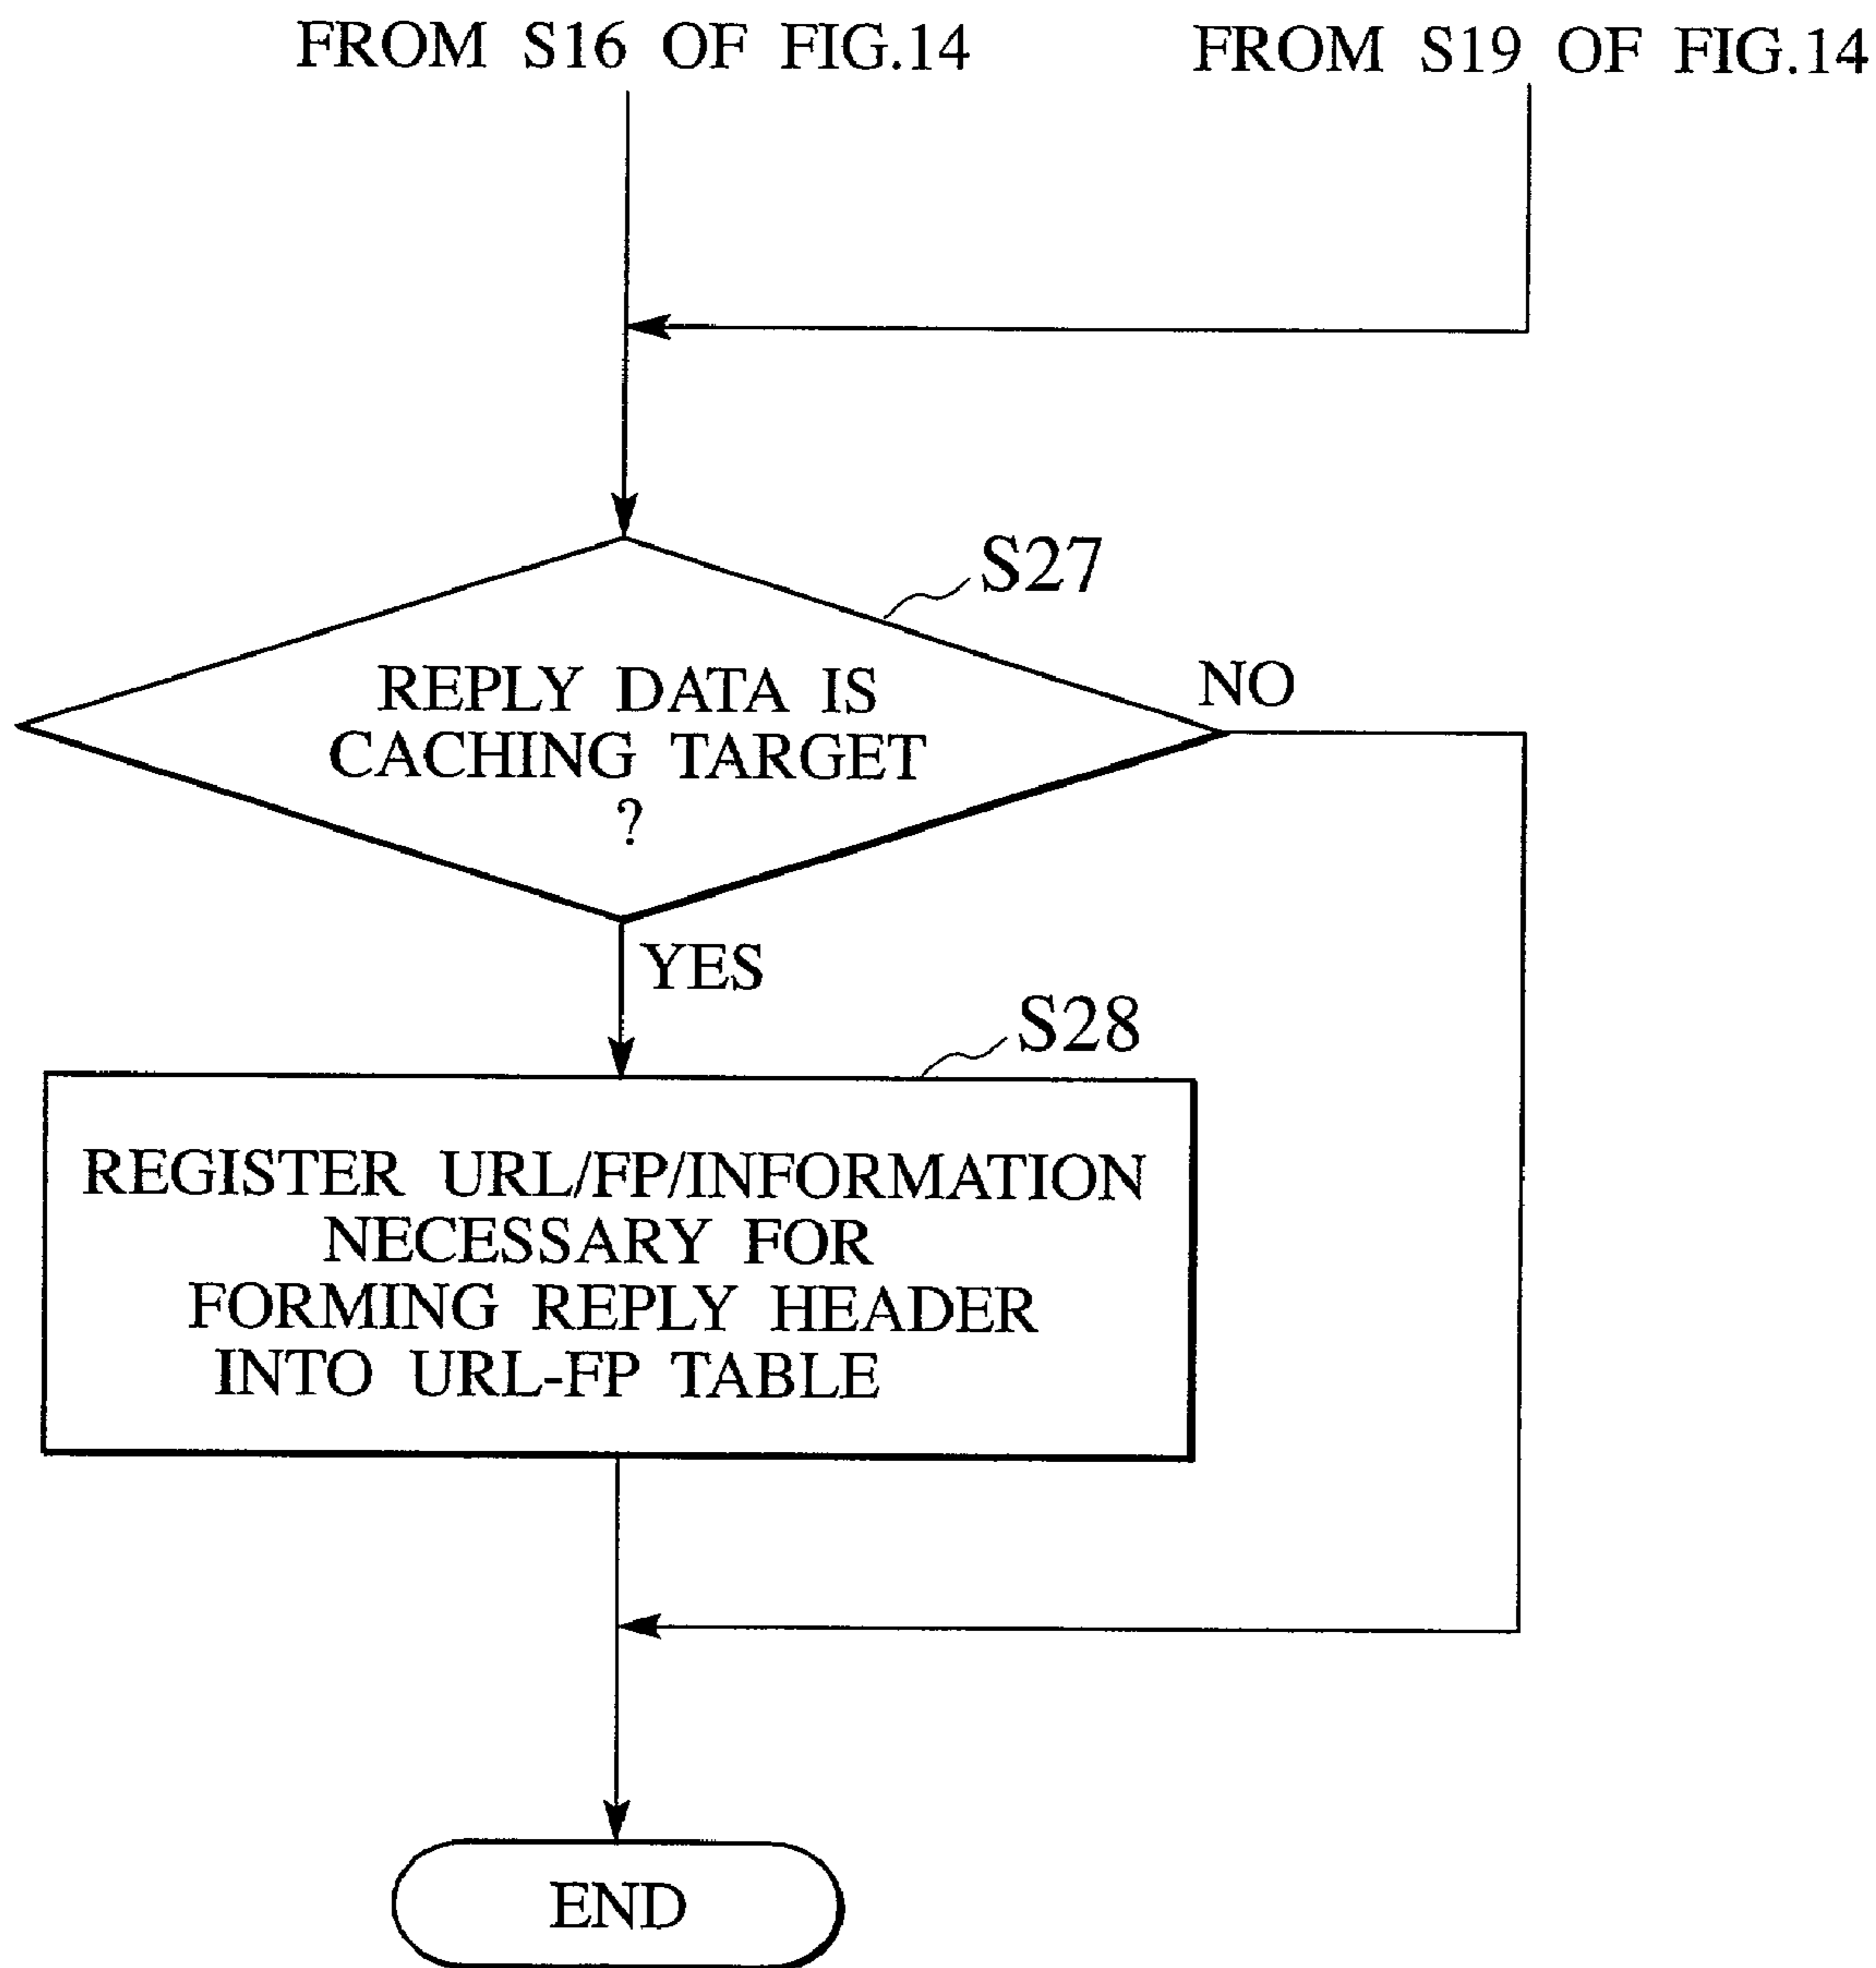 FROM S16 OF FIG.14
FROM S19 OF FIG.14
S27
REPLY DATA IS
CACHING TARGET
?
NO
YES
S28
REGISTER URL/FP/INFORMATION
NECESSARY FOR
FORMING REPLY HEADER
INTO URL-FP TABLE
END